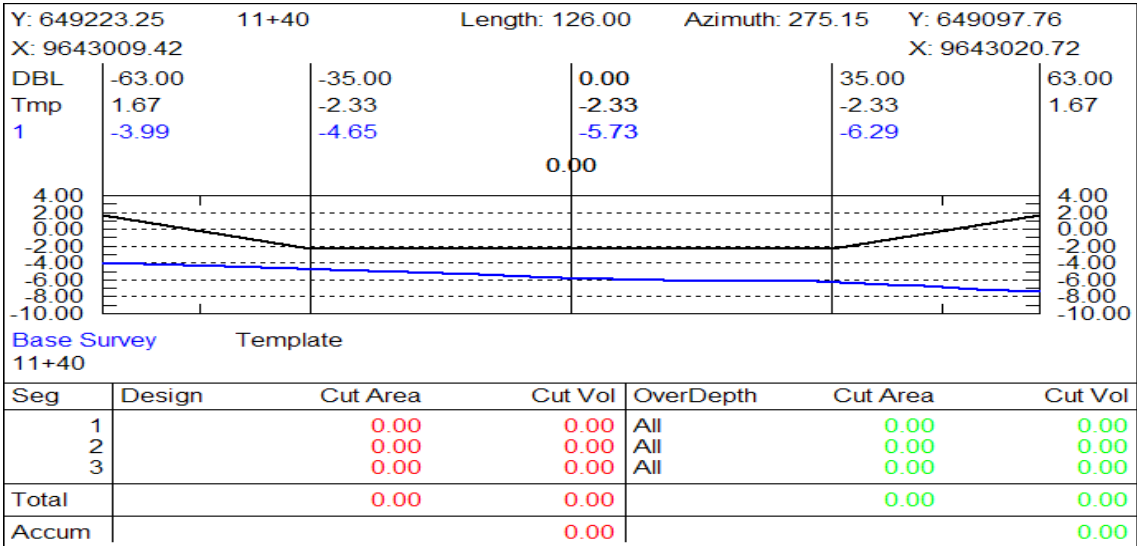 Y: 649223.25 11+40 Length: 126.00 Azimuth: 275.15 Y: 649097.76
X: 9643009.42 X: 9643020.72
DBL -63.00 -35.00 0.00 35.00 63.00
Tmp 1.67 -2.33 -2.33 -2.33 1.67
1 -3.99 -4.65 -5.73 -6.29
0.00
4.00 4.00
2.00 2.00
0.00 0.00
-2.00 -2.00
-4.00 -4.00
-6.00 -6.00
-8.00 -8.00
-10.00 -10.00
Base Survey Template
11+40
Seg Design Cut Area Cut Vol OverDepth Cut Area Cut Vol
1 0.00 0.00 All 0.00 0.00
2 0.00 0.00 All 0.00 0.00
3 0.00 0.00 All 0.00 0.00
Total 0.00 0.00 0.00 0.00
Accum 0.00 0.00